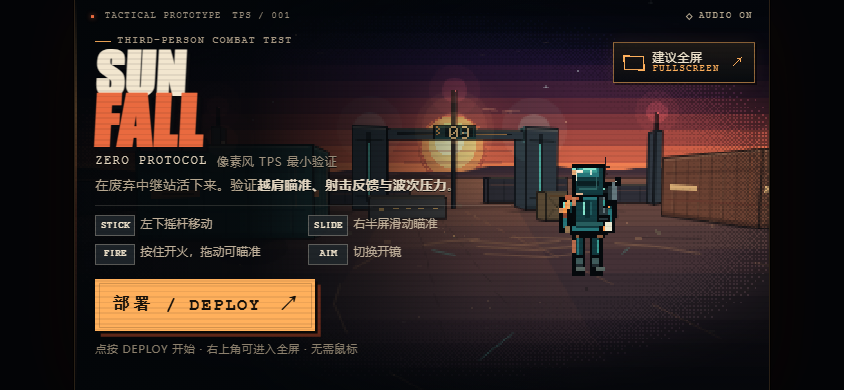 TACTICAL PROTOTYPE TPS / 001
◇ AUDIO ON
THIRD-PERSON COMBAT TEST
建议全屏
FULLSCREEN ↗
SUN
FALL
03
ZERO PROTOCOL 像素风 TPS 最小验证
在废弃中继站活下来。验证越肩瞄准、射击反馈与波次压力。
STICK 左下摇杆移动
SLIDE 右半屏滑动瞄准
FIRE 按住开火，拖动可瞄准
AIM 切换开镜
部署 / DEPLOY ↗
点按 DEPLOY 开始 · 右上角可进入全屏 · 无需鼠标